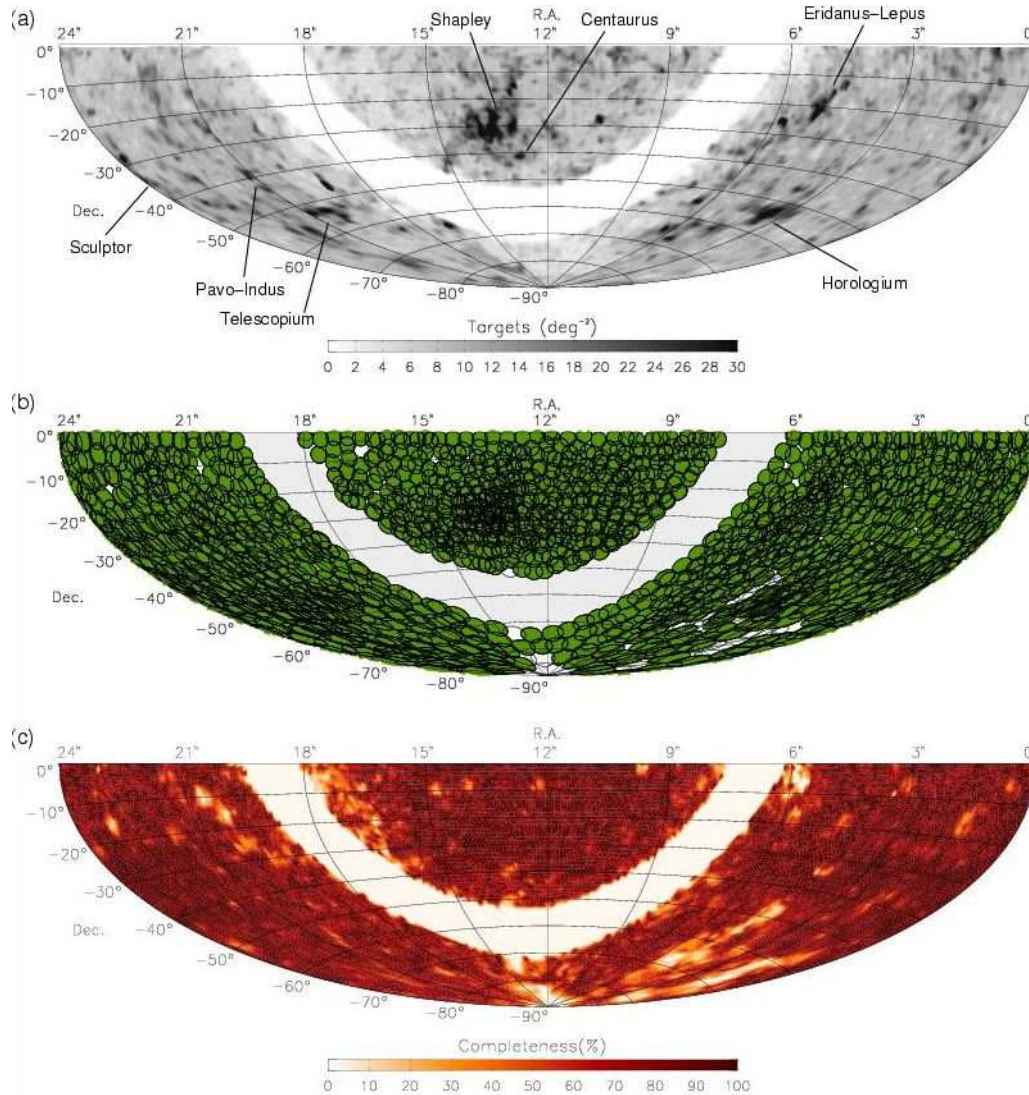 (a)
Shapley
R.A.
Centaurus
Eridanus–Lepus
24ʰ 21ʰ 18ʰ 15ʰ 12ʰ 9ʰ 6ʰ 3ʰ 0
0°
−10°
−20°
−30°
Dec. −40°
Sculptor
−50°
−60°
−70°
−80°
−90°
Pavo–Indus
Telescopium
Horologium
Targets (deg⁻²)
0 2 4 6 8 10 12 14 16 18 20 22 24 26 28 30
(b)
R.A.
24ʰ 21ʰ 18ʰ 15ʰ 12ʰ 9ʰ 6ʰ 3ʰ 0
0°
−10°
−20°
−30°
Dec. −40°
−50°
−60°
−70°
−80°
−90°
(c)
R.A.
24ʰ 21ʰ 18ʰ 15ʰ 12ʰ 9ʰ 6ʰ 3ʰ 0
0°
−10°
−20°
−30°
Dec. −40°
−50°
−60°
−70°
−80°
−90°
Completeness(%)
0 10 20 30 40 50 60 70 80 90 100